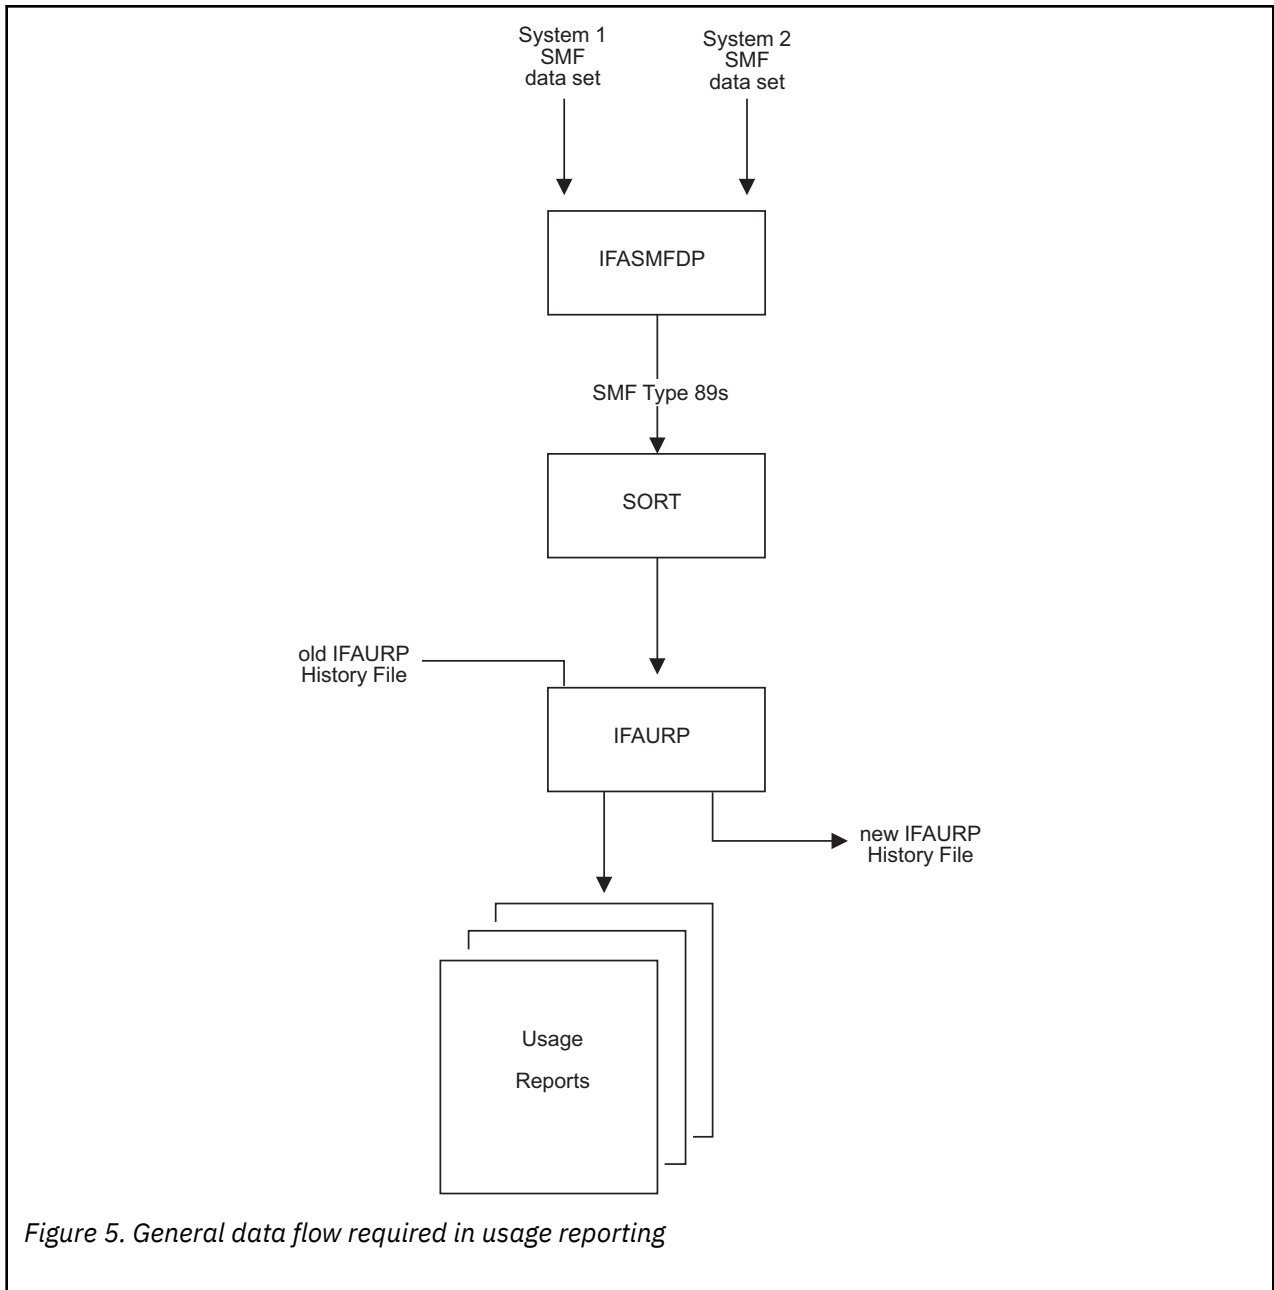 System 1
SMF
data set
System 2
SMF
data set
IFASMFDP
SMF Type 89s
SORT
old IFAURP
History File
IFAURP
new IFAURP
History File
Usage
Reports
Figure 5. General data flow required in usage reporting